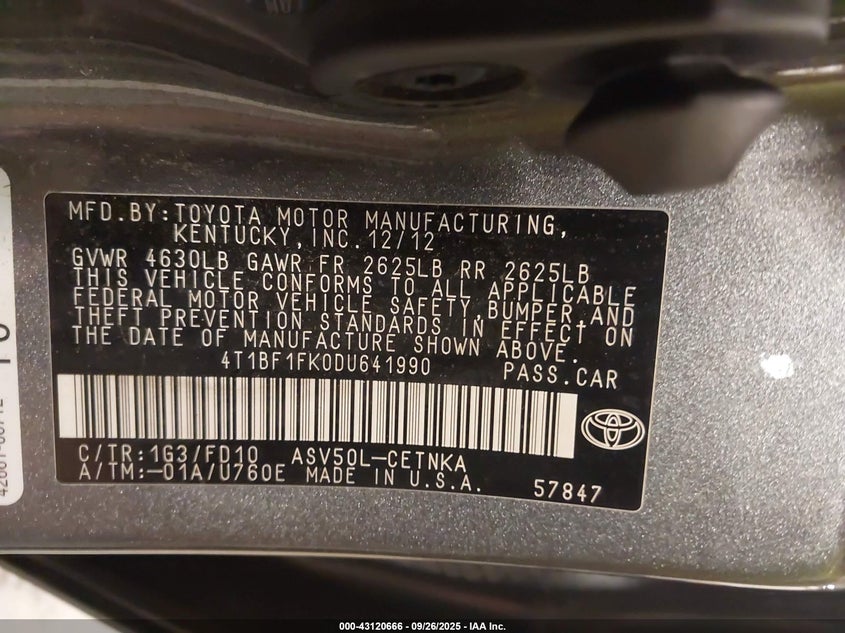 MFD.BY:TOYOTA MOTOR MANUFACTURING,
KENTUCKY,INC.12/12
GVWR 4630LB GAWR FR 2625LB RR 2625LB
THIS VEHICLE CONFORMS TO ALL APPLICABLE
FEDERAL MOTOR VEHICLE SAFETY,BUMPER,AND
THEFT PREVENTION STANDARDS IN EFFECT ON
THE DATE OF MANUFACTURE SHOWN ABOVE.
4T1BF1FK0DU641990 PASS.CAR
C/TR:1G3/FD10 ASV50L-CETNKA
A/TM:-01A/U760E MADE IN U.S.A. 57847
000-43120666 - 09/26/2025 - IAA Inc.